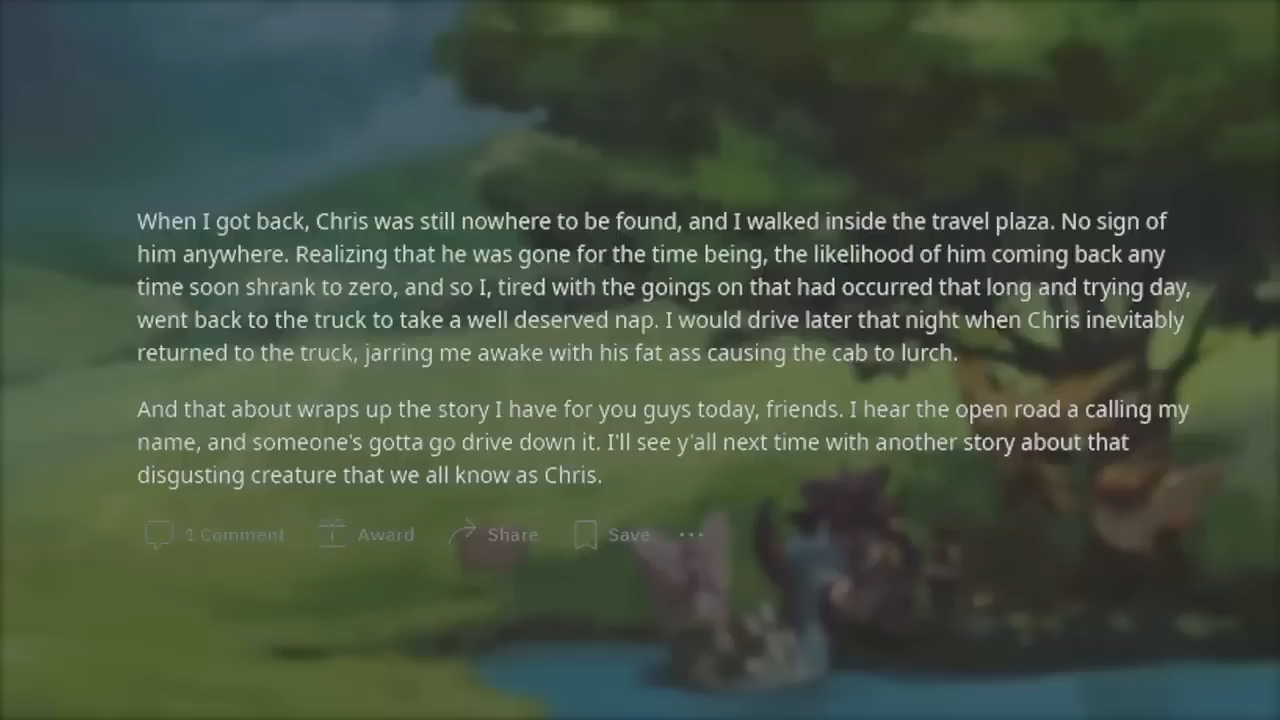 When I got back, Chris was still nowhere to be found, and I walked inside the travel plaza. No sign of
him anywhere. Realizing that he was gone for the time being, the likelihood of him coming back any
time soon shrank to zero, and so I, tired with the goings on that had occurred that long and trying day,
went back to the truck to take a well deserved nap. I would drive later that night when Chris inevitably
returned to the truck, jarring me awake with his fat ass causing the cab to lurch.
And that about wraps up the story I have for you guys today, friends. I hear the open road a calling my
name, and someone's gotta go drive down it. I'll see y'all next time with another story about that
disgusting creature that we all know as Chris.
1 Comment Award Share Save ...